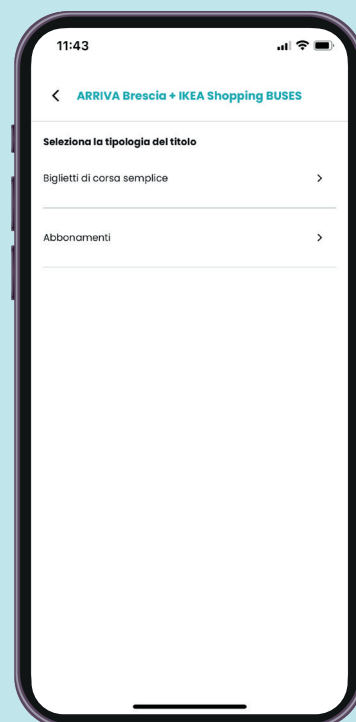 11:43
ARRIVA Brescia + IKEA Shopping BUSES
Seleziona la tipologia del titolo
Biglietti di corsa semplice
Abbonamenti